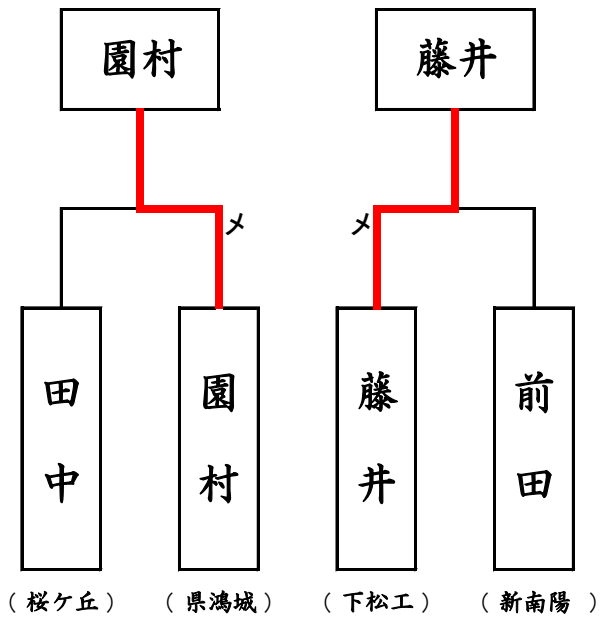 園村 藤井
メ メ
田中 園村 藤井 前田
(桜ケ丘) (県鴻城) (下松工) (新南陽)